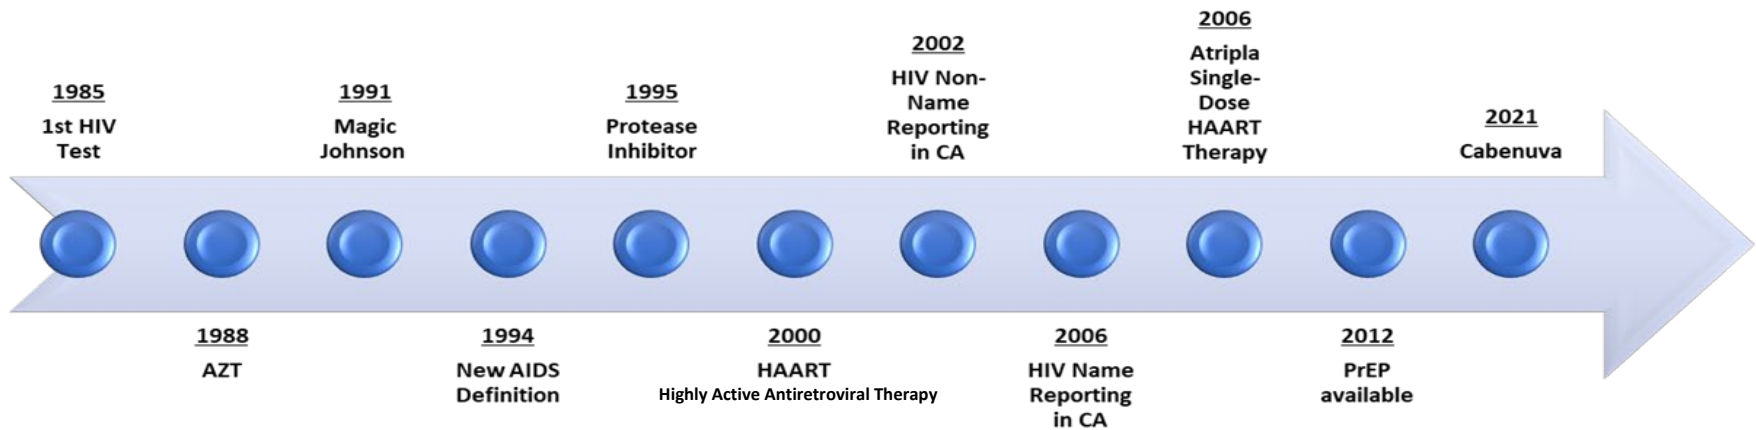 1985
1st HIV
Test
1988
AZT
1991
Magic
Johnson
1994
New AIDS
Definition
1995
Protease
Inhibitor
2000
HAART
Highly Active Antiretroviral Therapy
2002
HIV Non-
Name
Reporting
in CA
2006
HIV Name
Reporting
in CA
2006
Atripla
Single-
Dose
HAART
Therapy
2012
PrEP
available
2021
Cabenuva